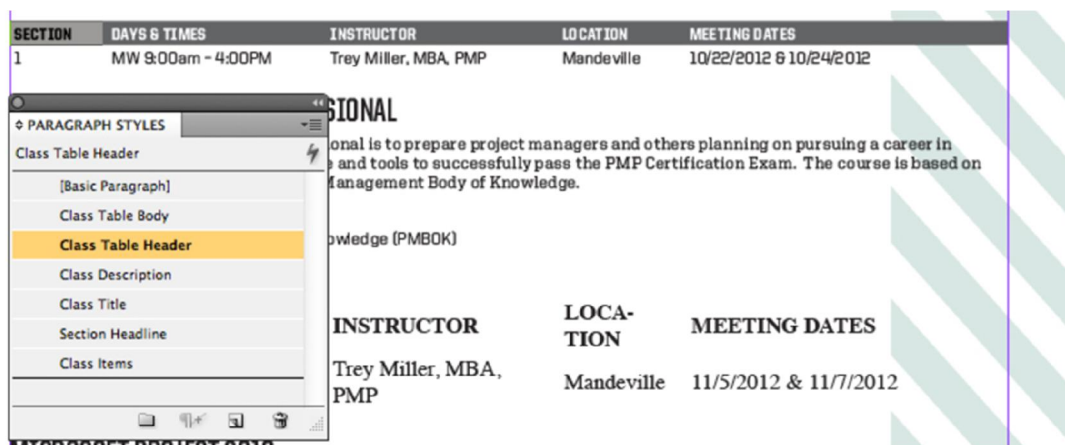 SECTION DAYS & TIMES INSTRUCTOR LOCATION MEETING DATES
1 MW 9:00am - 4:00PM Trey Miller, MBA, PMP Mandeville 10/22/2012 & 10/24/2012
SIONAL
PARAGRAPH STYLES
Class Table Header
[Basic Paragraph]
Class Table Body
Class Table Header
Class Description
Class Title
Section Headline
Class Items
onal is to prepare project managers and others planning on pursuing a career in
e and tools to successfully pass the PMP Certification Exam. The course is based on
Management Body of Knowledge.
owledge (PMBOK)
INSTRUCTOR LOCA-
TION MEETING DATES
Trey Miller, MBA,
PMP Mandeville 11/5/2012 & 11/7/2012